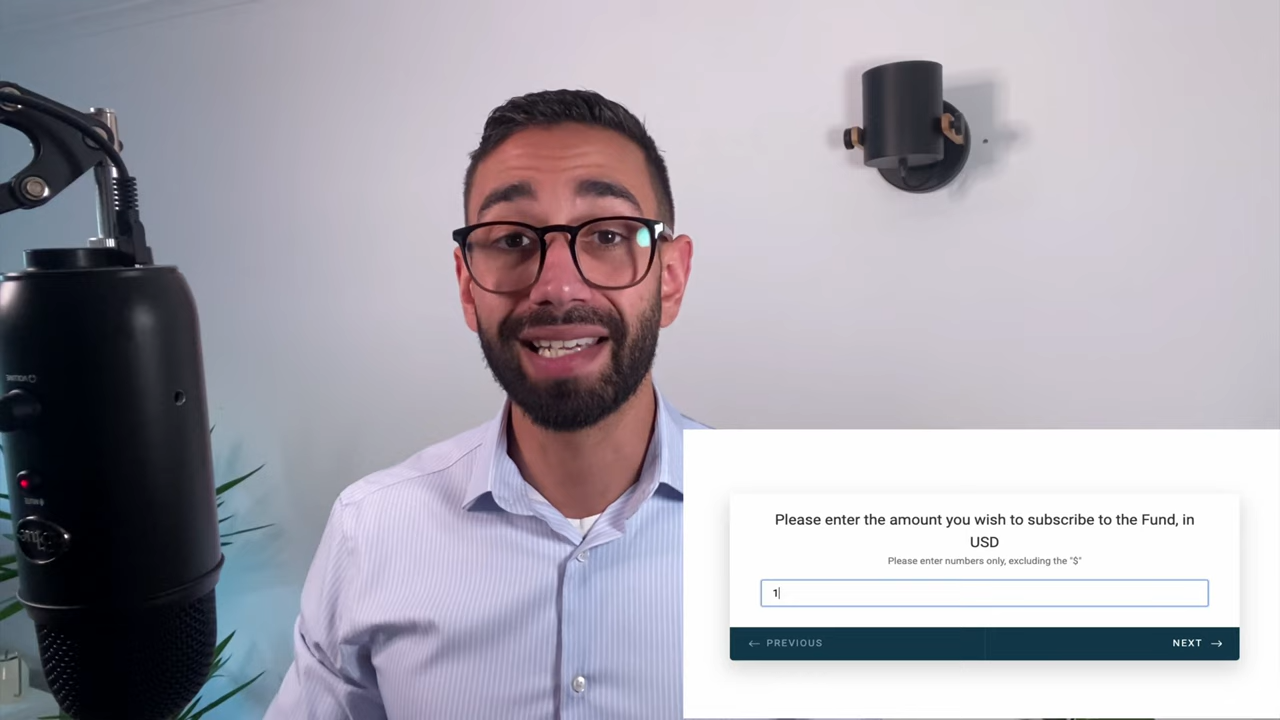 Please enter the amount you wish to subscribe to the Fund, in
USD
Please enter numbers only, excluding the "$"
1
← PREVIOUS
NEXT →